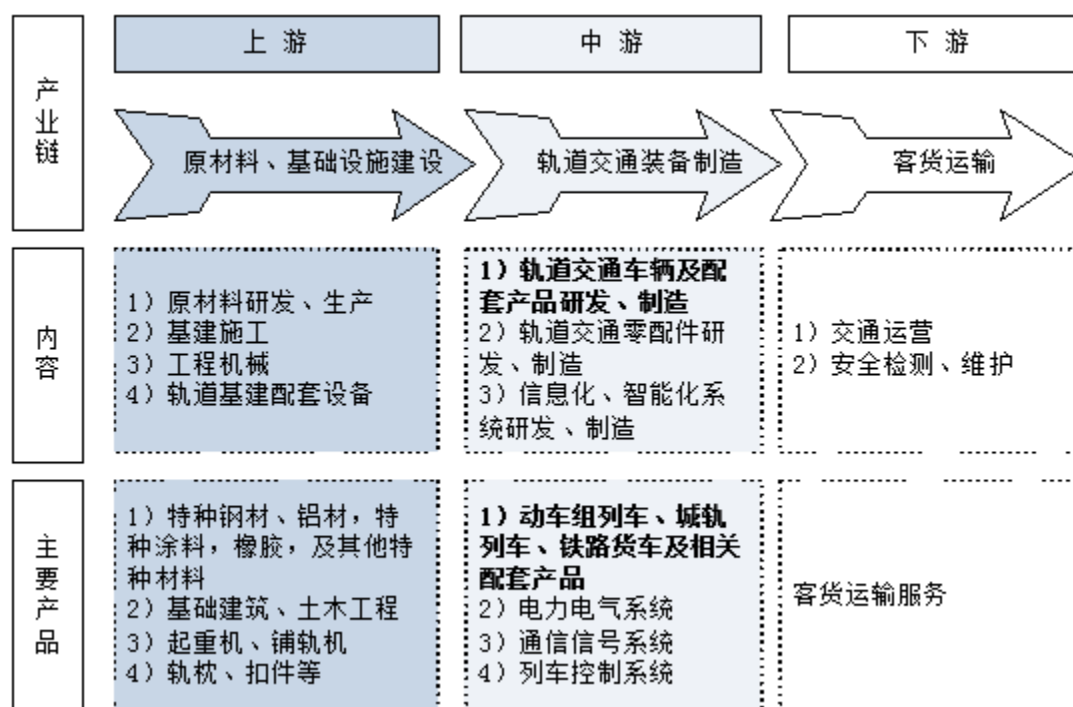 上 游
中 游
下 游
产
业
链
原材料、基础设施建设
轨道交通装备制造
客货运输
内
容
1）原材料研发、生产
2）基建施工
3）工程机械
4）轨道基建配套设备
1）轨道交通车辆及配
套产品研发、制造
2）轨道交通零配件研
发、制造
3）信息化、智能化系
统研发、制造
1）交通运营
2）安全检测、维护
主
要
产
品
1）特种钢材、铝材，特
种涂料，橡胶，及其他特
种材料
2）基础建筑、土木工程
3）起重机、铺轨机
4）轨枕、扣件等
1）动车组列车、城轨
列车、铁路货车及相关
配套产品
2）电力电气系统
3）通信信号系统
4）列车控制系统
客货运输服务